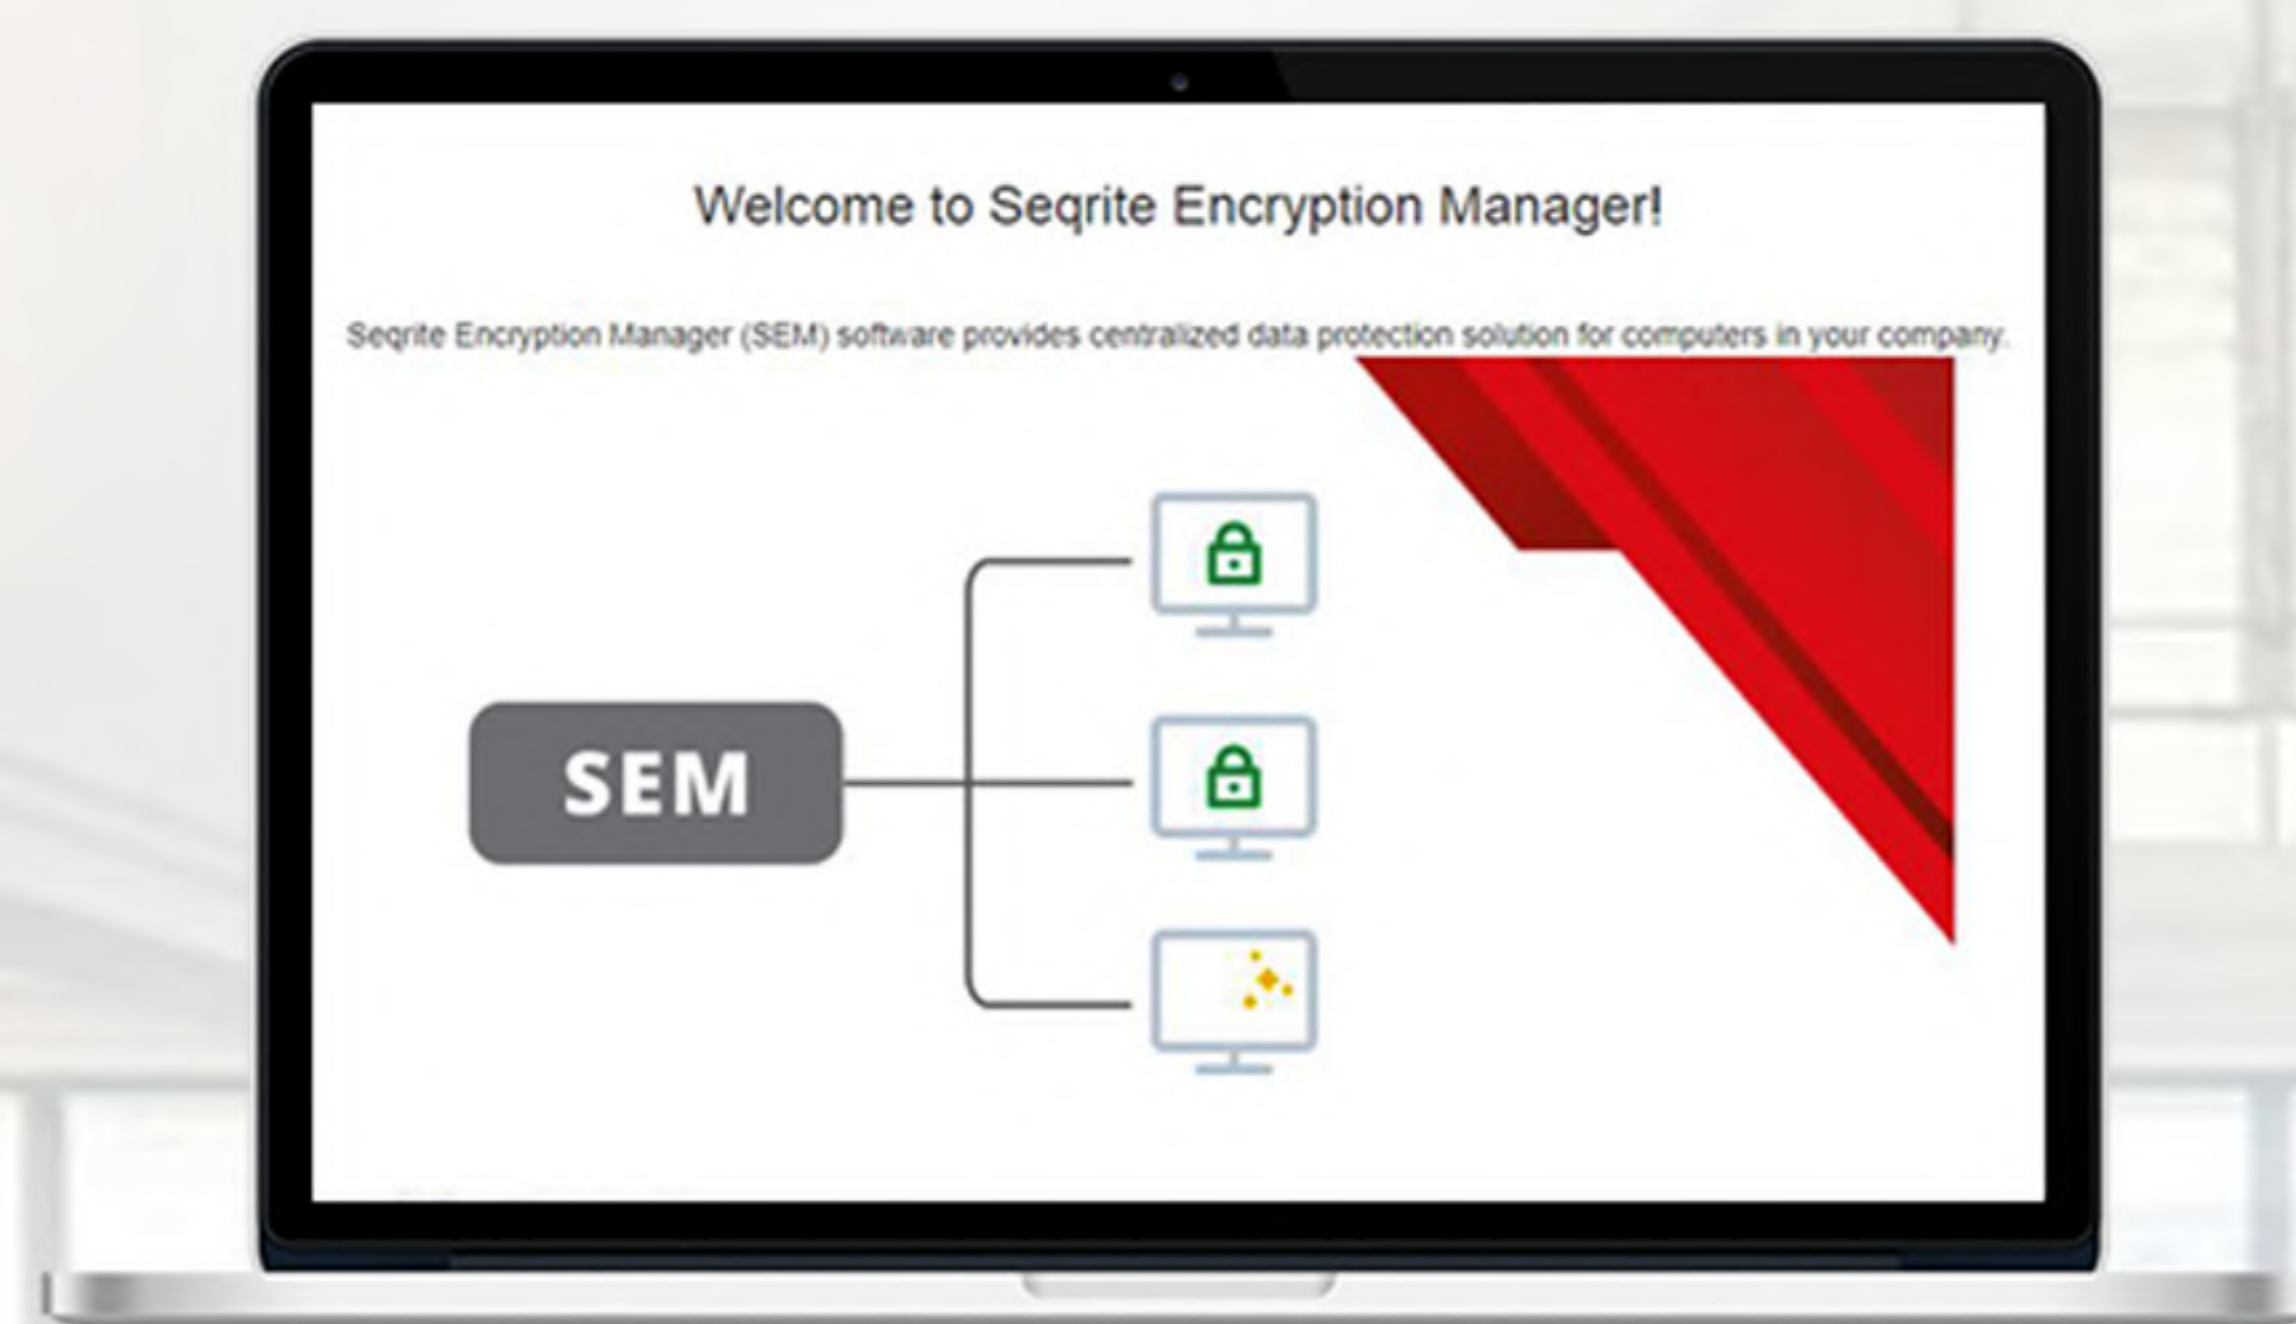 Welcome to Seqrite Encryption Manager!
Seqrite Encryption Manager (SEM) software provides centralized data protection solution for computers in your company.
SEM